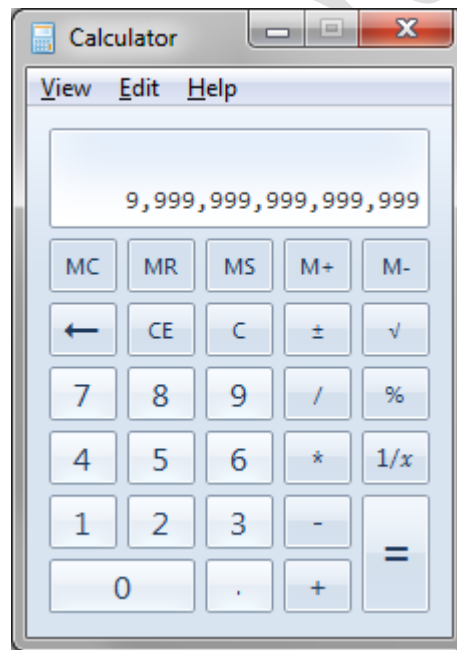 Calculator
View Edit Help
9,999,999,999,999,999
MC MR MS M+ M-
← CE C ± √
7 8 9 / %
4 5 6 * 1/x
1 2 3 -
=
0 . +